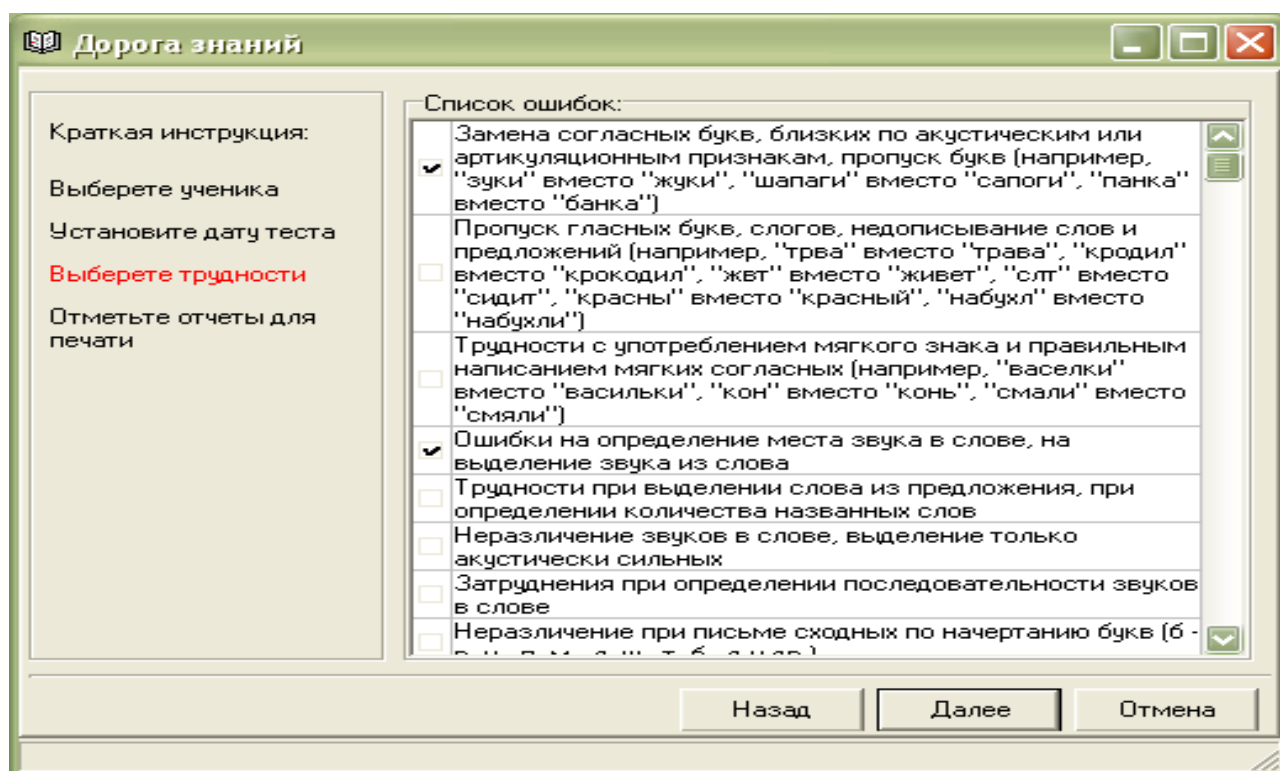 Дорога знаний
Краткая инструкция:
Выберете ученика
Установите дату теста
Выберете трудности
Отметьте отчеты для
печати
Список ошибок:
Замена согласных букв, близких по акустическим или
артикуляционным признакам, пропуск букв (например,
"зуки" вместо "жуки", "шапаги" вместо "сапоги", "панка"
вместо "банка")
Пропуск гласных букв, слогов, недописывание слов и
предложений (например, "трва" вместо "трава", "кродил"
вместо "крокодил", "жвт" вместо "живет", "слт" вместо
"сидит", "красны" вместо "красный", "набухл" вместо
"набухли")
Трудности с употреблением мягкого знака и правильным
написанием мягких согласных (например, "васелки"
вместо "васильки", "кон" вместо "конь", "смали" вместо
"смяли")
Ошибки на определение места звука в слове, на
выделение звука из слова
Трудности при выделении слова из предложения, при
определении количества названных слов
Неразличение звуков в слове, выделение только
акустически сильных
Затруднения при определении последовательности звуков
в слове
Неразличение при письме сходных по начертанию букв (б -
Назад
Далее
Отмена